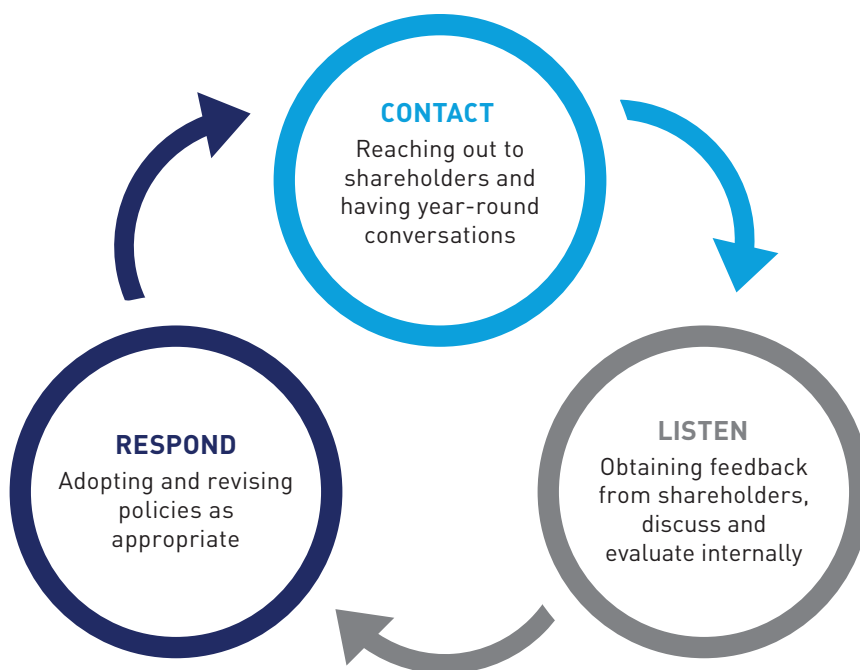 CONTACT
Reaching out to
shareholders and
having year-round
conversations
LISTEN
Obtaining feedback
from shareholders,
discuss and
evaluate internally
RESPOND
Adopting and revising
policies as
appropriate